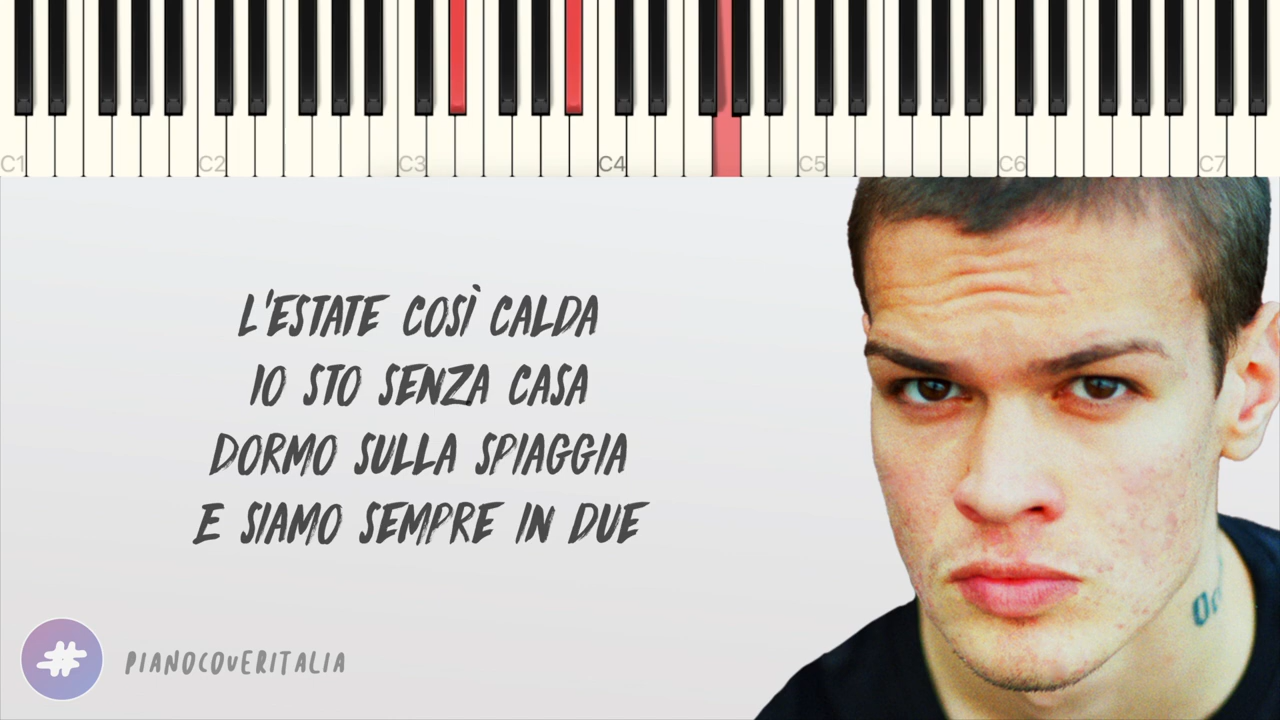 C1 C2 C3 C4 C5 C6 C7
L'ESTATE COSÌ CALDA
IO STO SENZA CASA
DORMO SULLA SPIAGGIA
E SIAMO SEMPRE IN DUE
# PIANOCOVERITALIA